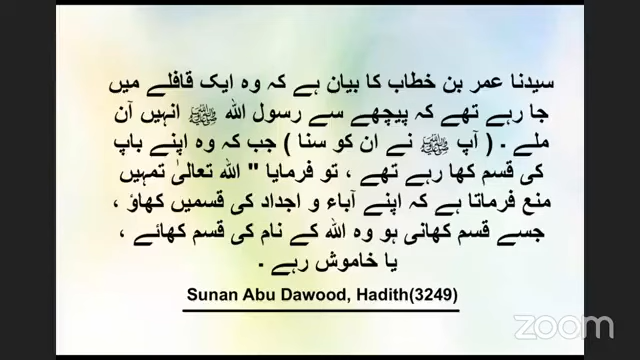 سیدنا عمر بن خطاب کا بیان ہے کہ وہ ایک قافلے میں
جا رہے تھے کہ پیچھے سے رسول اللہ ﷺ انہیں آن
ملے ۔ ( آپ ﷺ نے ان کو سنا ) جب کہ وہ اپنے باپ
کی قسم کھا رہے تھے ، تو فرمایا " اللہ تعالیٰ تمہیں
منع فرماتا ہے کہ اپنے آباء و اجداد کی قسمیں کھاؤ ،
جسے قسم کھانی ہو وہ اللہ کے نام کی قسم کھائے ،
یا خاموش رہے ۔
Sunan Abu Dawood, Hadith(3249)
zoom